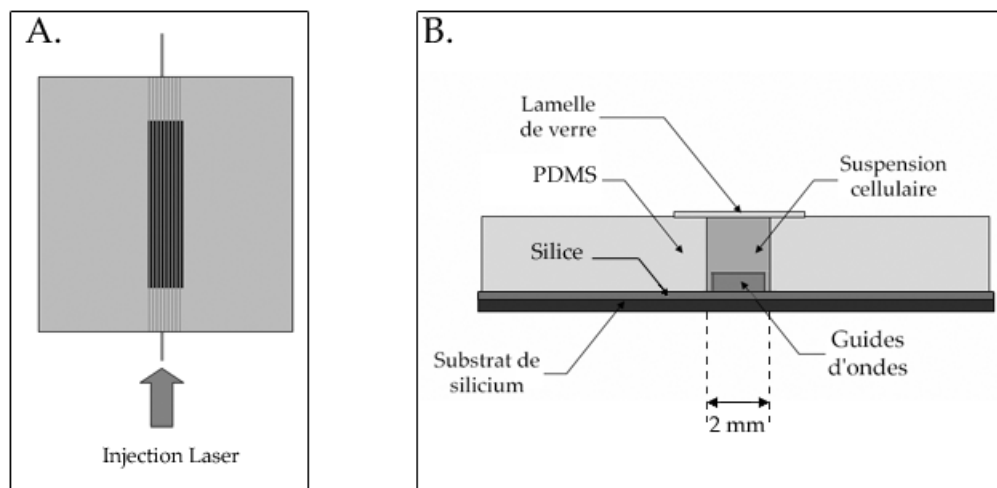 A.
Injection Laser
B.
Lamelle
de verre
PDMS
Suspension
cellulaire
Silice
Substrat de
silicium
Guides
d'ondes
2 mm